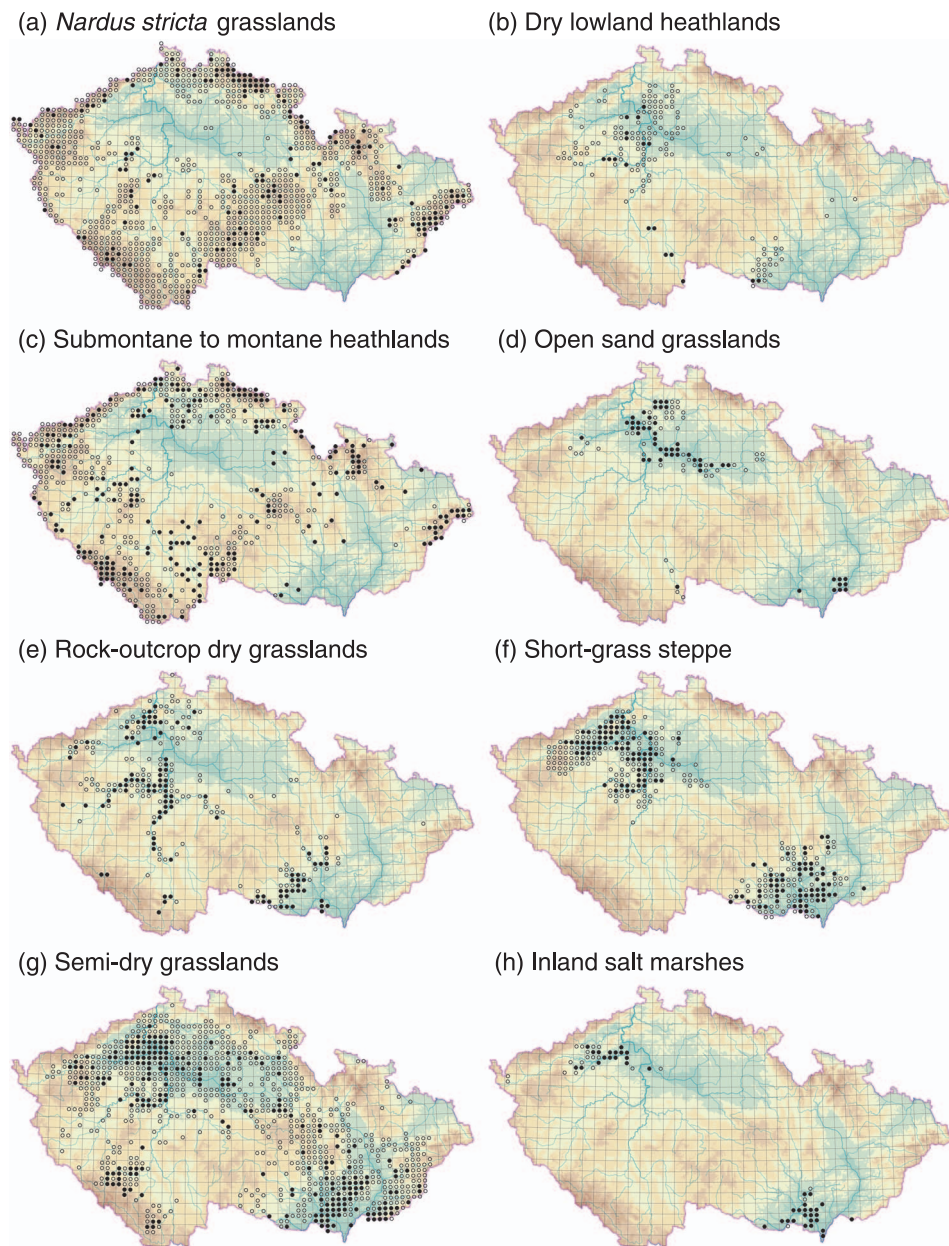 (a) Nardus stricta grasslands
(b) Dry lowland heathlands
(c) Submontane to montane heathlands
(d) Open sand grasslands
(e) Rock-outcrop dry grasslands
(f) Short-grass steppe
(g) Semi-dry grasslands
(h) Inland salt marshes